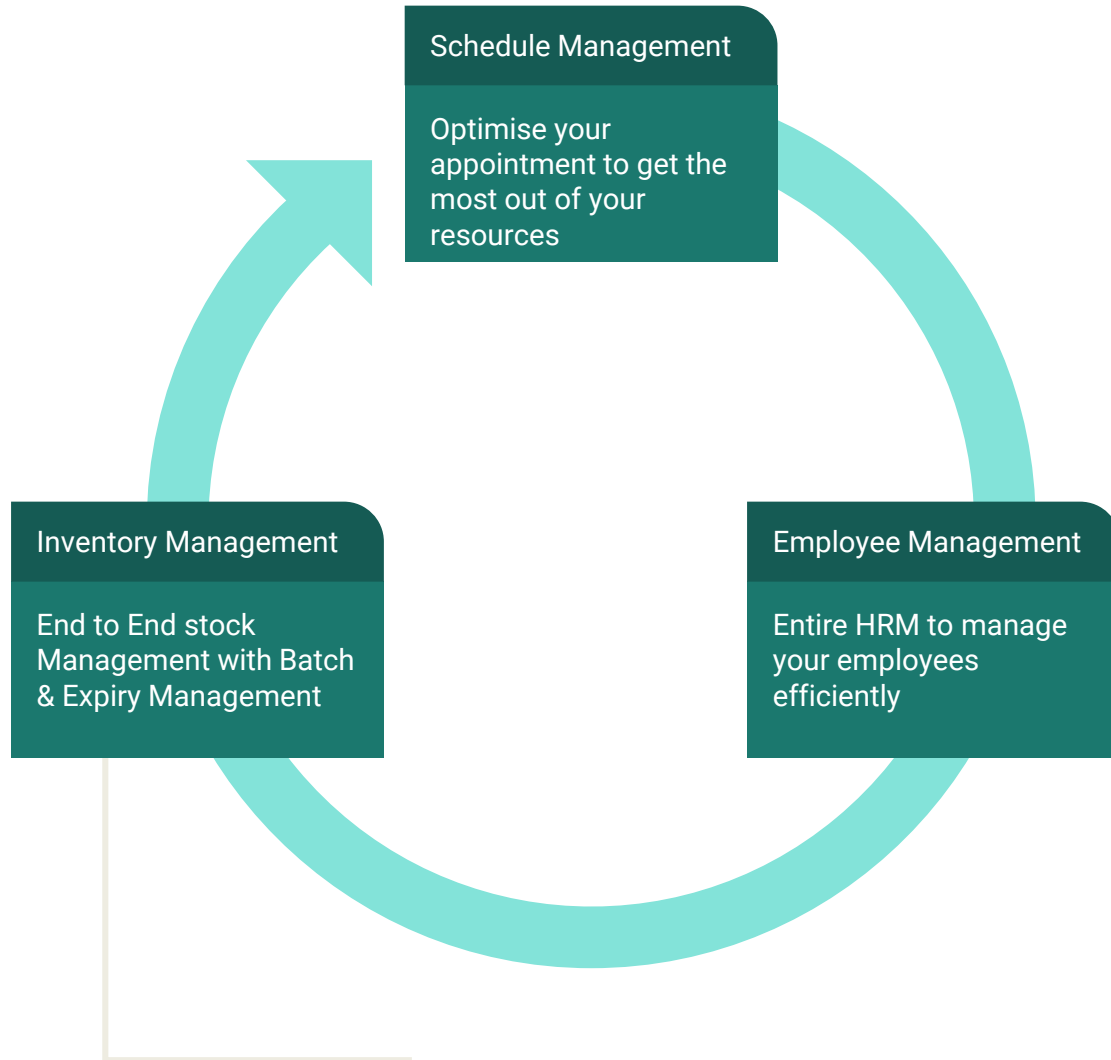 Schedule Management
Optimise your
appointment to get the
most out of your
resources
Inventory Management
End to End stock
Management with Batch
& Expiry Management
Employee Management
Entire HRM to manage
your employees
efficiently